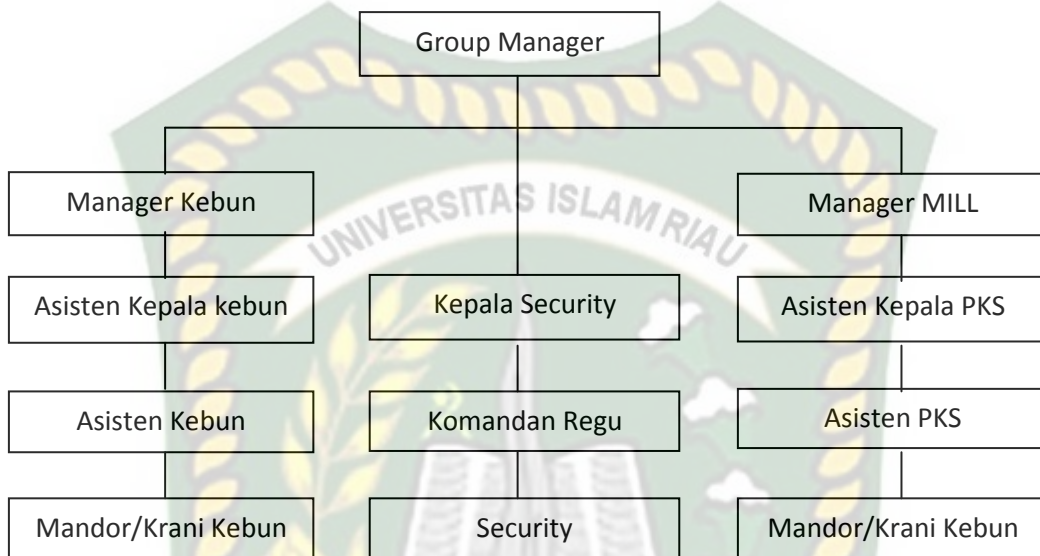 Group Manager
UNIVERSITAS ISLAM RIAU
Manager Kebun
Manager MILL
Asisten Kepala kebun
Kepala Security
Asisten Kepala PKS
Asisten Kebun
Komandan Regu
Asisten PKS
Mandor/Krani Kebun
Security
Mandor/Krani Kebun